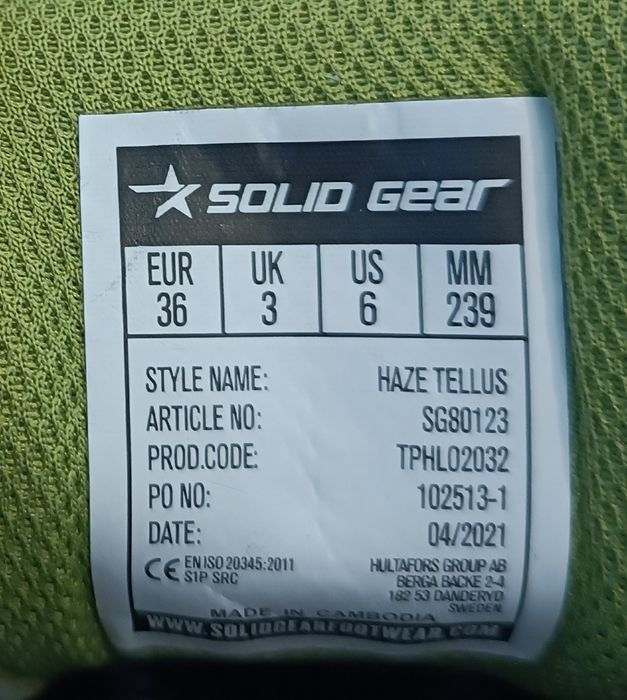 SOLID GEAR
EUR UK US MM
36 3 6 239
STYLE NAME: HAZE TELLUS
ARTICLE NO: SG80123
PROD.CODE: TPHL02032
PO NO: 102513-1
DATE: 04/2021
CE EN ISO 20345:2011
S1P SRC
HULTAFORS GROUP AB
BERGA BACKE 2-4
182 53 DANDERYD
SWEDEN
MADE IN CAMBODIA
WWW.SOLIDGEARFOOTWEAR.COM